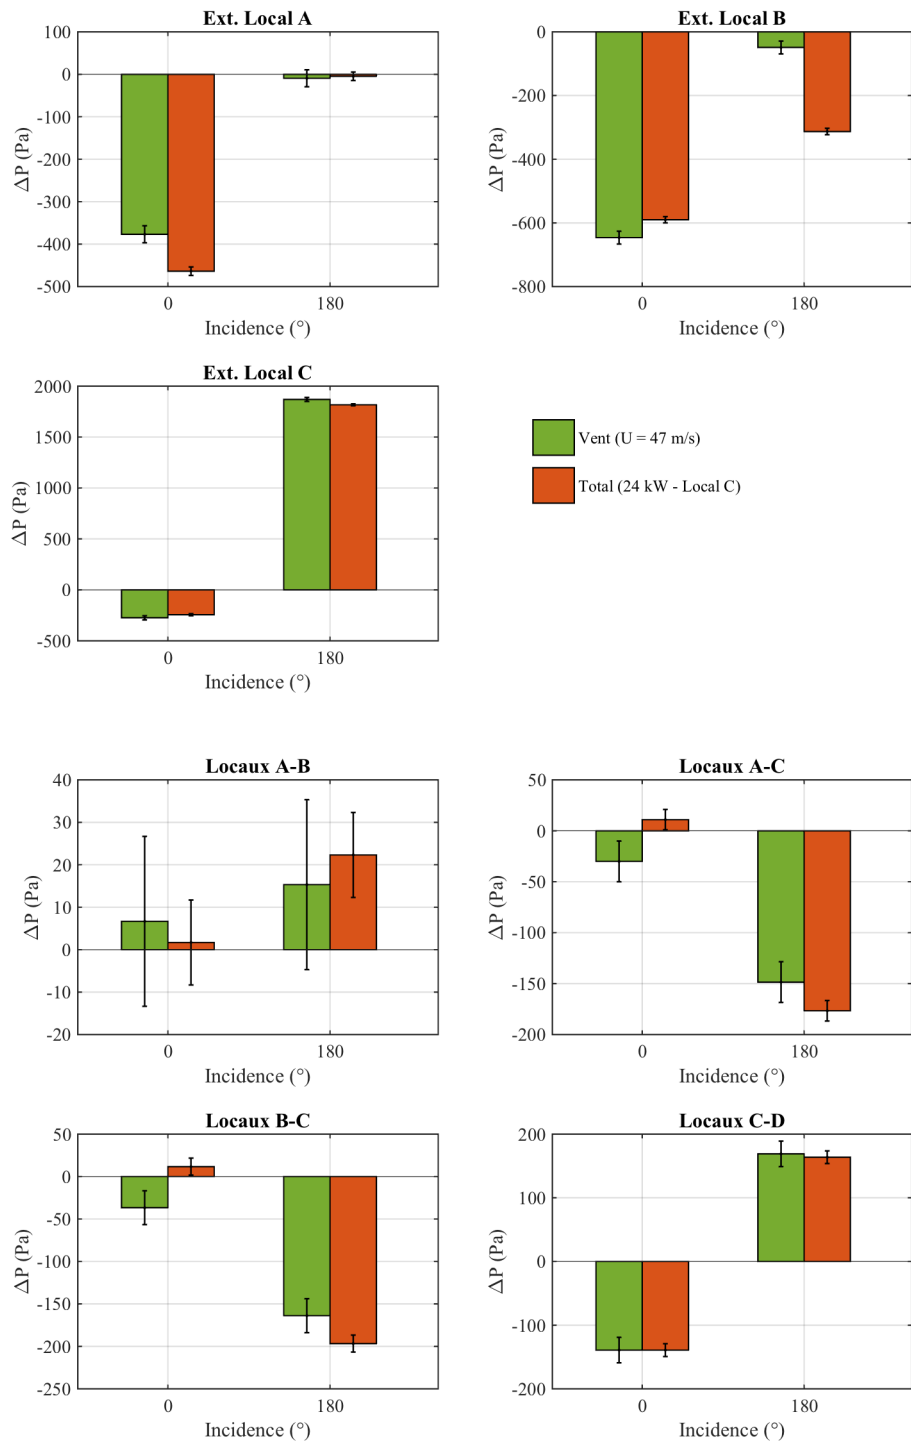 Ext. Local A
100
0
-100
-200
-300
-400
-500
ΔP (Pa)
0
180
Incidence (°)
Ext. Local B
0
-200
-400
-600
-800
ΔP (Pa)
0
180
Incidence (°)
Ext. Local C
2000
1500
1000
500
0
-500
ΔP (Pa)
0
180
Incidence (°)
Vent (U = 47 m/s)
Total (24 kW - Local C)
Locaux A-B
40
30
20
10
0
-10
-20
ΔP (Pa)
0
180
Incidence (°)
Locaux A-C
50
0
-50
-100
-150
-200
ΔP (Pa)
0
180
Incidence (°)
Locaux B-C
50
0
-50
-100
-150
-200
-250
ΔP (Pa)
0
180
Incidence (°)
Locaux C-D
200
100
0
-100
-200
ΔP (Pa)
0
180
Incidence (°)